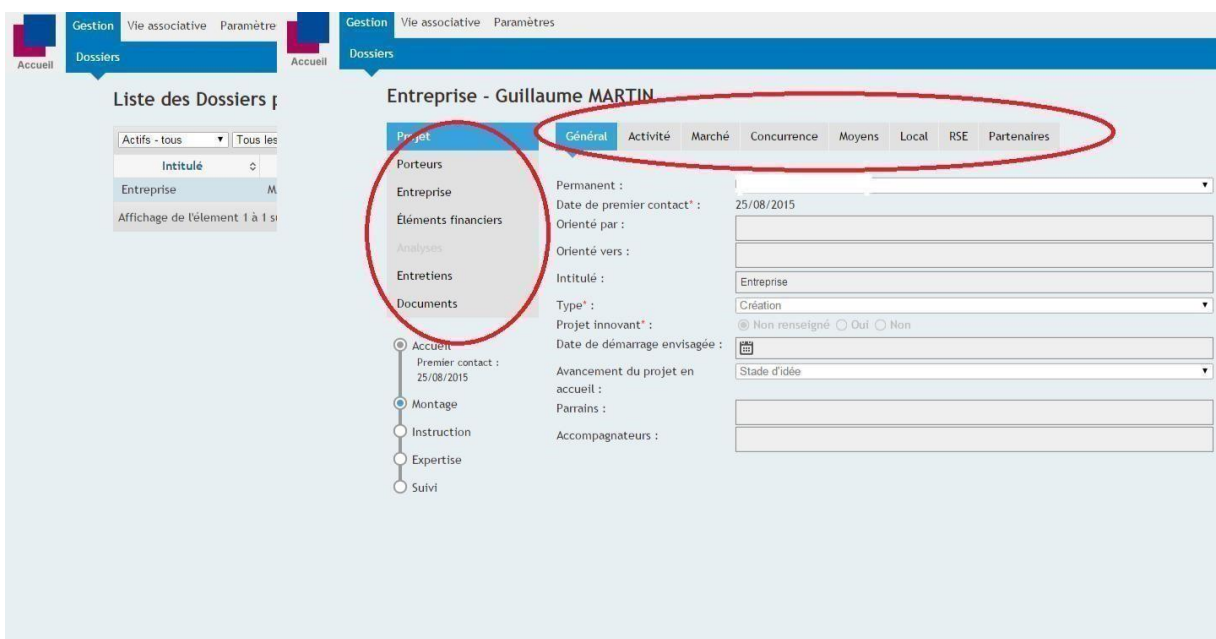 Gestion Vie associative Paramètre
Dossiers
Accueil
Liste des Dossiers p
Actifs - tous Tous les
Intitulé
Entreprise M
Affichage de l'élement 1 à 1 su
Gestion Vie associative Paramètres
Dossiers
Accueil
Entreprise - Guillaume MARTIN
Projet
Porteurs
Entreprise
Éléments financiers
Analyses
Entretiens
Documents
Accueil
Premier contact :
25/08/2015
Montage
Instruction
Expertise
Suivi
Général Activité Marché Concurrence Moyens Local RSE Partenaires
Permanent :
Date de premier contact* : 25/08/2015
Orienté par :
Orienté vers :
Intitulé : Entreprise
Type* : Création
Projet innovant* : Non renseigné Oui Non
Date de démarrage envisagée :
Avancement du projet en Stade d'idée
accueil :
Parrains :
Accompagnateurs :